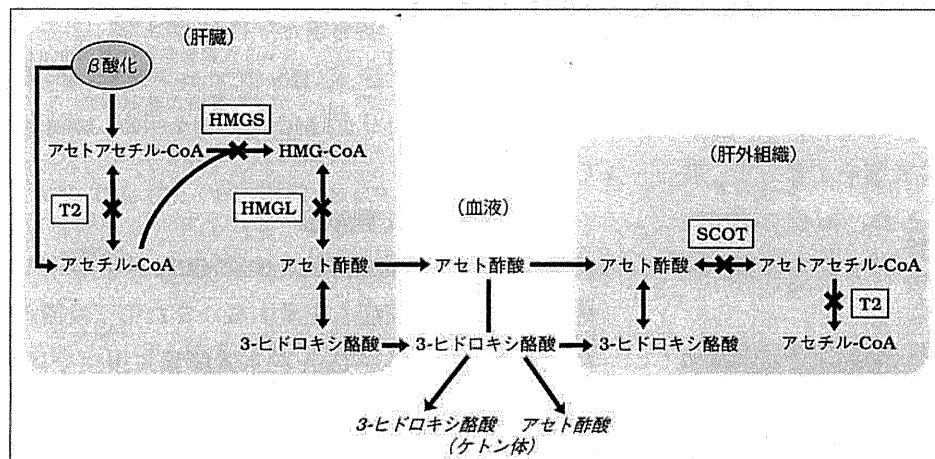 (肝臓)
β酸化
HMGS
アセトアセチル-CoA
HMG-CoA
(肝外組織)
T2
HMGL
(血液)
SCOT
アセチル-CoA
アセト酢酸
アセト酢酸
アセト酢酸
アセトアセチル-CoA
T2
3-ヒドロキシ酪酸
3-ヒドロキシ酪酸
3-ヒドロキシ酪酸
アセチル-CoA
3-ヒドロキシ酪酸 アセト酢酸
(ケトン体)